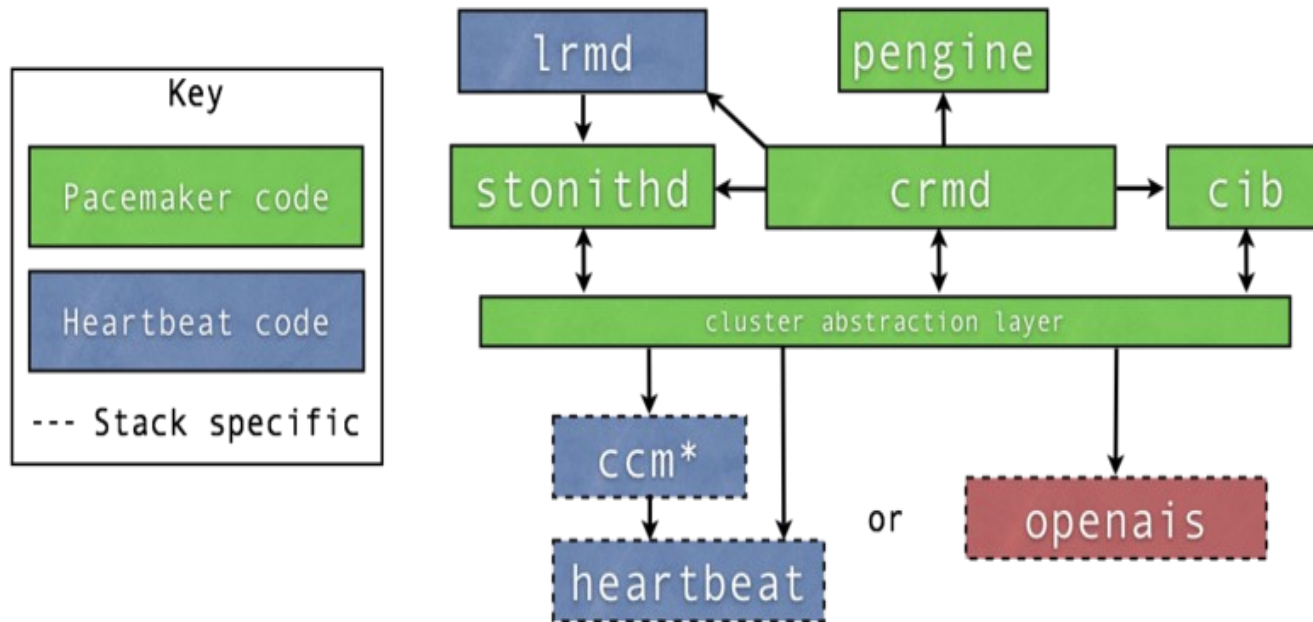 Key
Pacemaker code
Heartbeat code
--- Stack specific
lrmd
pengine
stonithd
crmd
cib
cluster abstraction layer
ccm*
heartbeat
or
openais